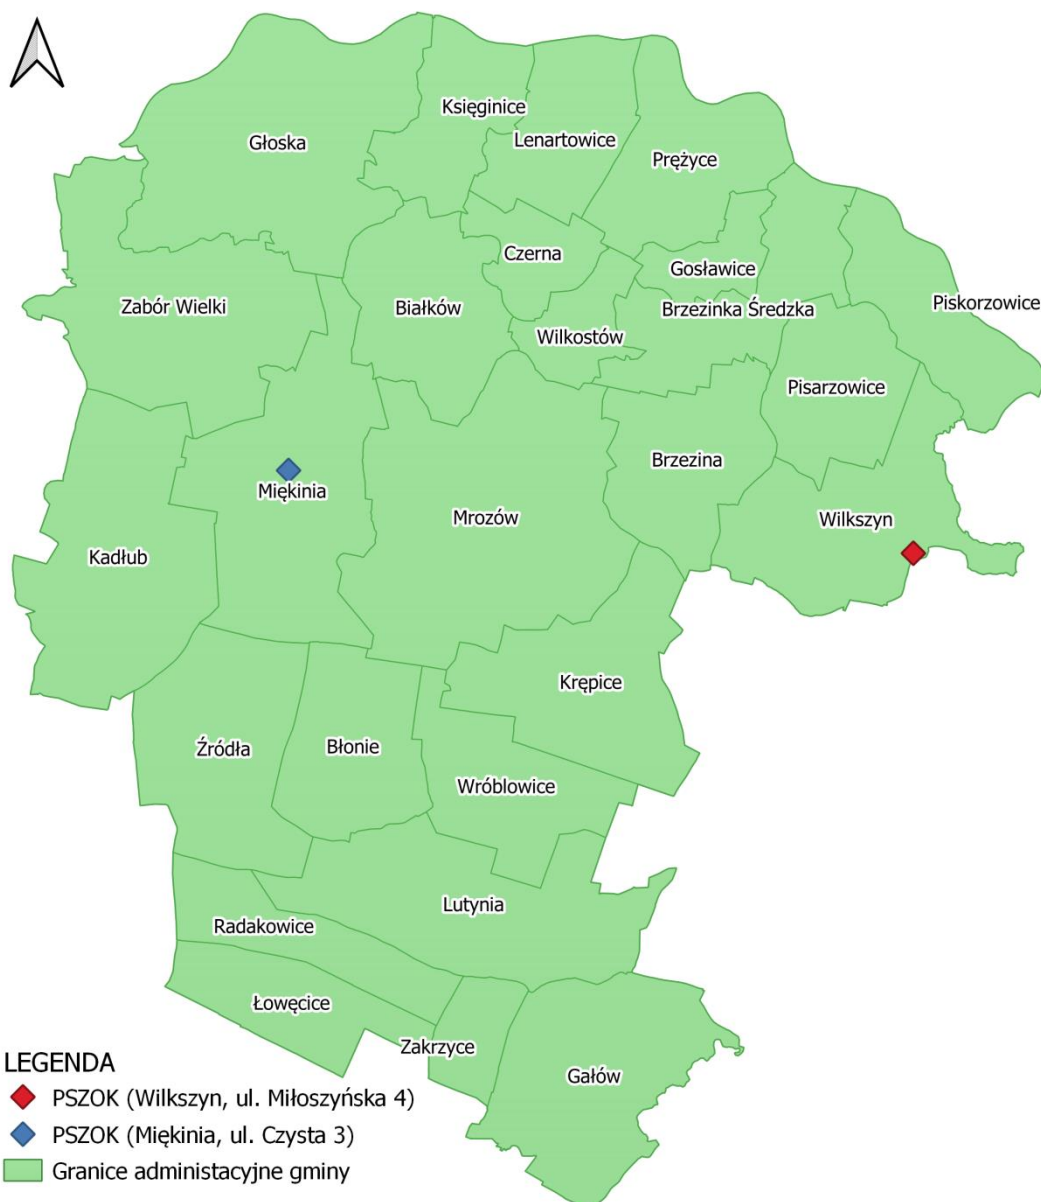 Księginice
Głoska
Lenartowice
Prężyce
Czerna
Gosławice
Zabór Wielki
Białków
Brzezinka Średzka
Piskorzowice
Wilkostów
Pisarzowice
Brzezina
Miękinia
Mrozów
Wilkszyn
Kadłub
Krępice
Źródła
Błonie
Wróblowice
Lutynia
Radakowice
Łowęcice
Zakrzyce
Gałów
LEGENDA
PSZOK (Wilkszyn, ul. Miłoszyńska 4)
PSZOK (Miękinia, ul. Czysta 3)
Granice administacyjne gminy